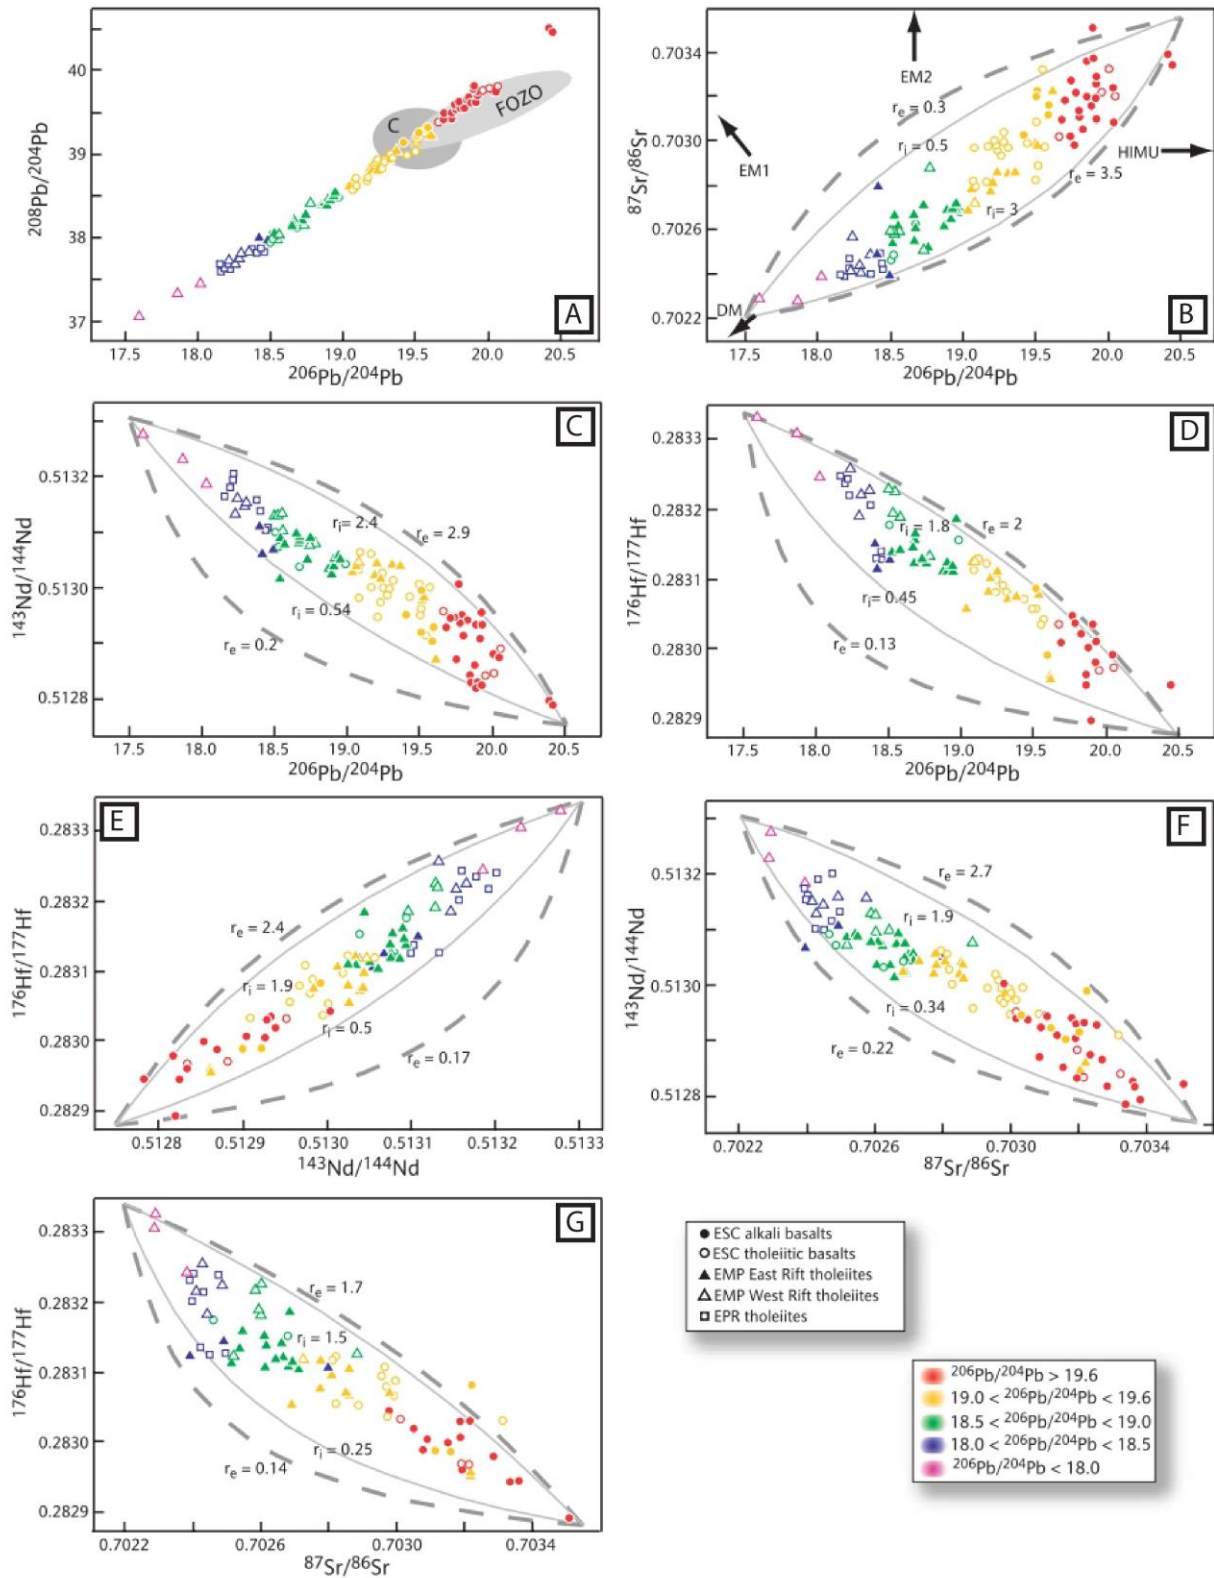 40
39
38
37
208Pb/204Pb
C
FOZO
A
17.5 18.0 18.5 19.0 19.5 20.0 20.5
206Pb/204Pb
0.7034
0.7030
0.7026
0.7022
87Sr/86Sr
EM2
EM1
DM
HIMU
re= 0.3
ri= 0.5
re= 3.5
ri= 3
B
17.5 18.0 18.5 19.0 19.5 20.0 20.5
206Pb/204Pb
C
0.5132
0.5130
0.5128
143Nd/144Nd
ri= 2.4
re= 2.9
ri= 0.54
re= 0.2
17.5 18.0 18.5 19.0 19.5 20.0 20.5
206Pb/204Pb
D
0.2833
0.2832
0.2831
0.2830
0.2829
176Hf/177Hf
ri= 1.8
re= 2
ri= 0.45
re= 0.13
17.5 18.0 18.5 19.0 19.5 20.0 20.5
206Pb/204Pb
E
0.2833
0.2832
0.2831
0.2830
0.2829
176Hf/177Hf
re= 2.4
ri= 1.9
ri= 0.5
re= 0.17
0.5128 0.5129 0.5130 0.5131 0.5132 0.5133
143Nd/144Nd
F
0.5132
0.5130
0.5128
143Nd/144Nd
re= 2.7
ri= 1.9
ri= 0.34
re= 0.22
0.7022 0.7026 0.7030 0.7034
87Sr/86Sr
G
0.2833
0.2832
0.2831
0.2830
0.2829
176Hf/177Hf
re= 1.7
ri= 1.5
ri= 0.25
re= 0.14
0.7022 0.7026 0.7030 0.7034
87Sr/86Sr
ESC alkali basalts
ESC tholeiitic basalts
EMP East Rift tholeiites
EMP West Rift tholeiites
EPR tholeiites
206Pb/204Pb > 19.6
19.0 < 206Pb/204Pb < 19.6
18.5 < 206Pb/204Pb < 19.0
18.0 < 206Pb/204Pb < 18.5
206Pb/204Pb < 18.0